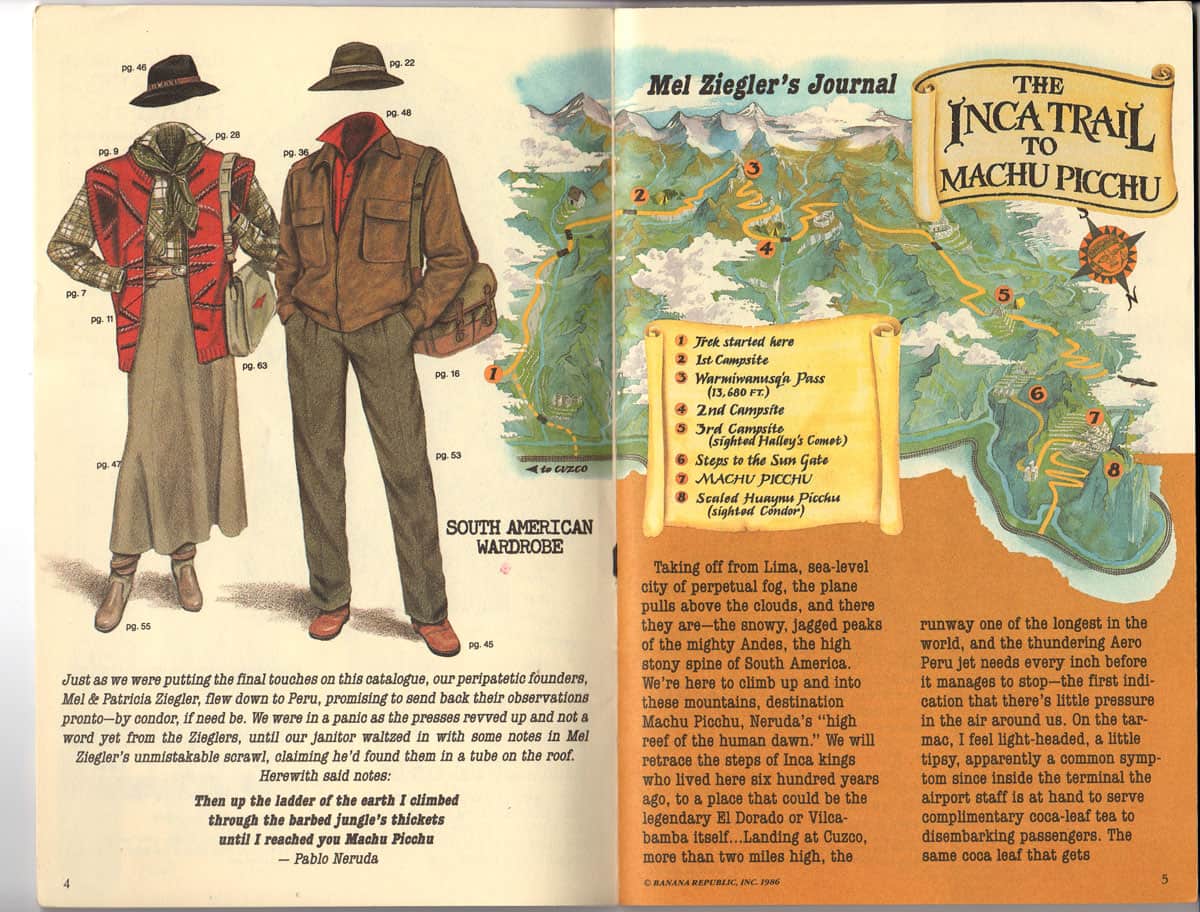 pg. 46
pg. 22
pg. 48
pg. 28
pg. 9
pg. 36
pg. 7
pg. 11
pg. 63
pg. 16
pg. 47
pg. 53
pg. 55
pg. 45
SOUTH AMERICAN
WARDROBE
Just as we were putting the final touches on this catalogue, our peripatetic founders,
Mel & Patricia Ziegler, flew down to Peru, promising to send back their observations
pronto—by condor, if need be. We were in a panic as the presses revved up and not a
word yet from the Zieglers, until our janitor waltzed in with some notes in Mel
Ziegler's unmistakable scrawl, claiming he'd found them in a tube on the roof.
Herewith said notes:
Then up the ladder of the earth I climbed
through the barbed jungle's thickets
until I reached you Machu Picchu
— Pablo Neruda
4
Mel Ziegler's Journal
THE
INCA TRAIL
TO
MACHU PICCHU
S
N
1
2
3
4
5
6
7
8
to CUZCO
1 Trek started here
2 1st Campsite
3 Warmiwanusq'a Pass
(13,680 FT.)
4 2nd Campsite
5 3rd Campsite
(sighted Halley's Comet)
6 Steps to the Sun Gate
7 MACHU PICCHU
8 Scaled Huaynu Picchu
(sighted Condor)
Taking off from Lima, sea-level
city of perpetual fog, the plane
pulls above the clouds, and there
they are—the snowy, jagged peaks
of the mighty Andes, the high
stony spine of South America.
We're here to climb up and into
these mountains, destination
Machu Picchu, Neruda's "high
reef of the human dawn." We will
retrace the steps of Inca kings
who lived here six hundred years
ago, to a place that could be the
legendary El Dorado or Vilca-
bamba itself...Landing at Cuzco,
more than two miles high, the
runway one of the longest in the
world, and the thundering Aero
Peru jet needs every inch before
it manages to stop—the first indi-
cation that there's little pressure
in the air around us. On the tar-
mac, I feel light-headed, a little
tipsy, apparently a common symp-
tom since inside the terminal the
airport staff is at hand to serve
complimentary coca-leaf tea to
disembarking passengers. The
same coca leaf that gets
© BANANA REPUBLIC, INC. 1986
5